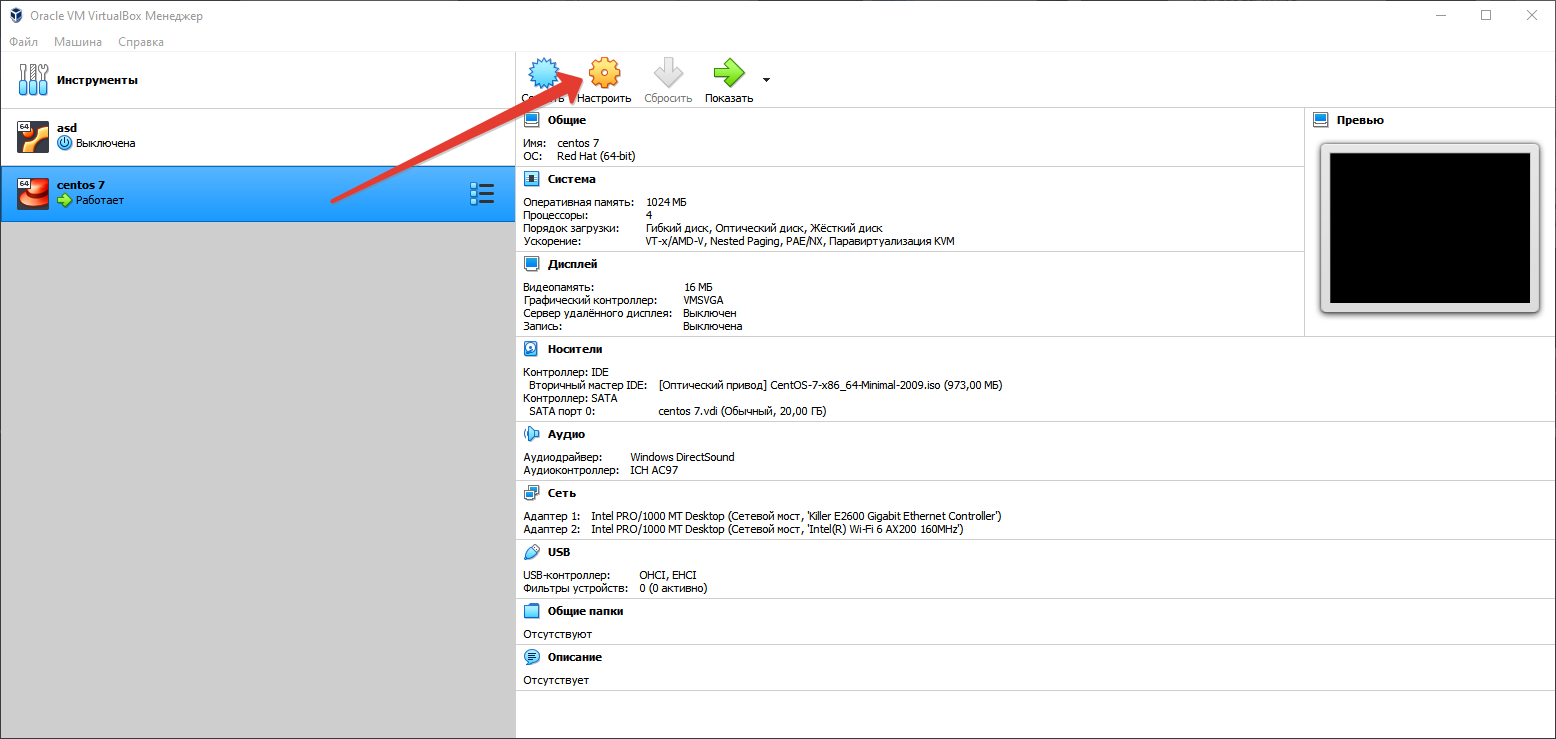 Oracle VM VirtualBox Менеджер
Файл Машина Справка
Инструменты
64
asd
Выключена
64
centos 7
Работает
Настроить Сбросить Показать
Общие
Имя: centos 7
ОС: Red Hat (64-bit)
Система
Оперативная память: 1024 МБ
Процессоры: 4
Порядок загрузки: Гибкий диск, Оптический диск, Жёсткий диск
Ускорение: VT-x/AMD-V, Nested Paging, PAE/NX, Паравиртуализация KVM
Дисплей
Видеопамять: 16 МБ
Графический контроллер: VMSVGA
Сервер удалённого дисплея: Выключен
Запись: Выключена
Превью
Носители
Контроллер: IDE
Вторичный мастер IDE: [Оптический привод] CentOS-7-x86_64-Minimal-2009.iso (973,00 МБ)
Контроллер: SATA
SATA порт 0: centos 7.vdi (Обычный, 20,00 ГБ)
Аудио
Аудиодрайвер: Windows DirectSound
Аудиоконтроллер: ICH AC97
Сеть
Адаптер 1: Intel PRO/1000 MT Desktop (Сетевой мост, 'Killer E2600 Gigabit Ethernet Controller')
Адаптер 2: Intel PRO/1000 MT Desktop (Сетевой мост, 'Intel(R) Wi-Fi 6 AX200 160MHz')
USB
USB-контроллер: OHCI, EHCI
Фильтры устройств: 0 (0 активно)
Общие папки
Отсутствуют
Описание
Отсутствует